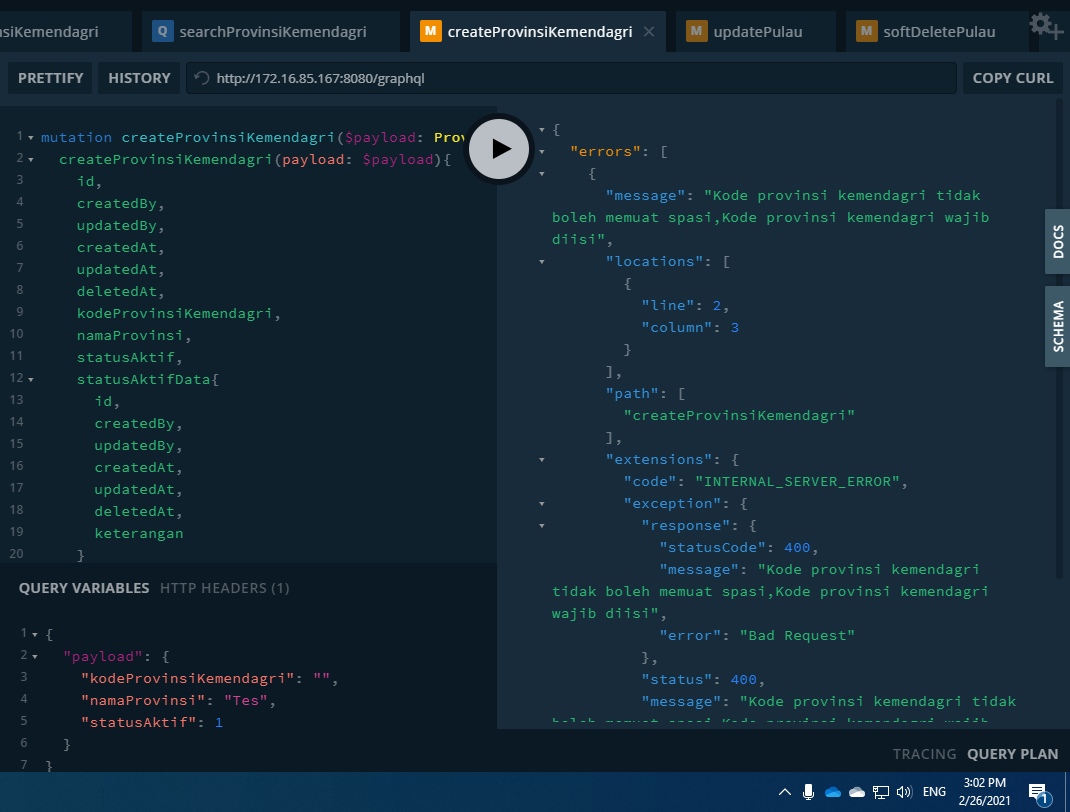 siKemendagri
Q searchProvinsiKemendagri
M createProvinsiKemendagri
M updatePulau
M softDeletePulau
PRETTIFY
HISTORY
http://172.16.85.167:8080/graphql
COPY CURL
1 mutation createProvinsiKemendagri($payload: Prov
2 createProvinsiKemendagri(payload: $payload){
3 id,
4 createdBy,
5 updatedBy,
6 createdAt,
7 updatedAt,
8 deletedAt,
9 kodeProvinsiKemendagri,
10 namaProvinsi,
11 statusAktif,
12 statusAktifData{
13 id,
14 createdBy,
15 updatedBy,
16 createdAt,
17 updatedAt,
18 deletedAt,
19 keterangan
20 }
QUERY VARIABLES
HTTP HEADERS (1)
1 {
2 "payload": {
3 "kodeProvinsiKemendagri": "",
4 "namaProvinsi": "Tes",
5 "statusAktif": 1
6 }
7 }
{
"errors": [
{
"message": "Kode provinsi kemendagri tidak
boleh memuat spasi,Kode provinsi kemendagri wajib
diisi",
"locations": [
{
"line": 2,
"column": 3
}
],
"path": [
"createProvinsiKemendagri"
],
"extensions": {
"code": "INTERNAL_SERVER_ERROR",
"exception": {
"response": {
"statusCode": 400,
"message": "Kode provinsi kemendagri
tidak boleh memuat spasi,Kode provinsi kemendagri
wajib diisi",
"error": "Bad Request"
},
"status": 400,
"message": "Kode provinsi kemendagri tidak
boleh memuat spasi,Kode provinsi kemendagri wajib
DOCS
SCHEMA
TRACING
QUERY PLAN
ENG
3:02 PM
2/26/2021
1